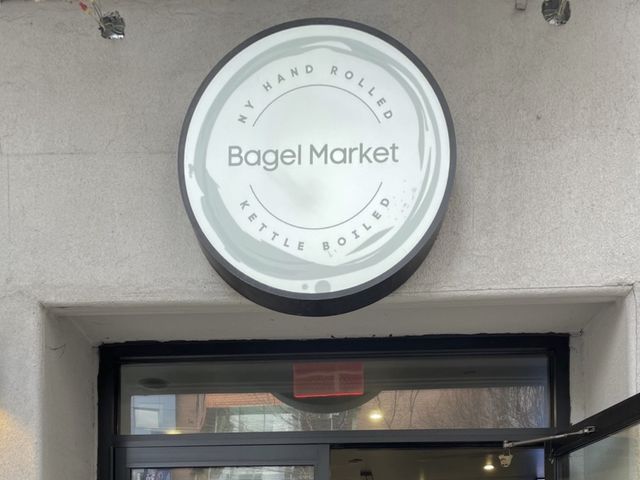 NY HAND ROLLED
Bagel Market
KETTLE BOILED